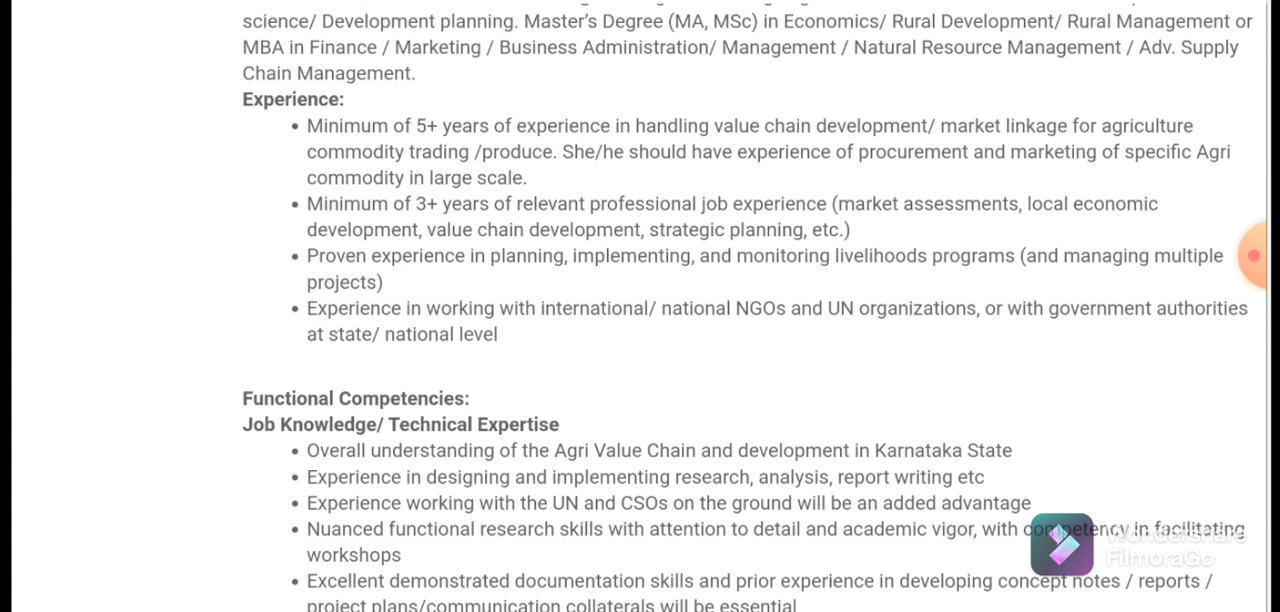 science/ Development planning. Master’s Degree (MA, MSc) in Economics/ Rural Development/ Rural Management or
MBA in Finance / Marketing / Business Administration/ Management / Natural Resource Management / Adv. Supply
Chain Management.
Experience:
• Minimum of 5+ years of experience in handling value chain development/ market linkage for agriculture
commodity trading /produce. She/he should have experience of procurement and marketing of specific Agri
commodity in large scale.
• Minimum of 3+ years of relevant professional job experience (market assessments, local economic
development, value chain development, strategic planning, etc.)
• Proven experience in planning, implementing, and monitoring livelihoods programs (and managing multiple
projects)
• Experience in working with international/ national NGOs and UN organizations, or with government authorities
at state/ national level
Functional Competencies:
Job Knowledge/ Technical Expertise
• Overall understanding of the Agri Value Chain and development in Karnataka State
• Experience in designing and implementing research, analysis, report writing etc
• Experience working with the UN and CSOs on the ground will be an added advantage
• Nuanced functional research skills with attention to detail and academic vigor, with competency in facilitating
workshops
Wondershare
FilmoraGo
• Excellent demonstrated documentation skills and prior experience in developing concept notes / reports /
project plans/communication collaterals will be essential